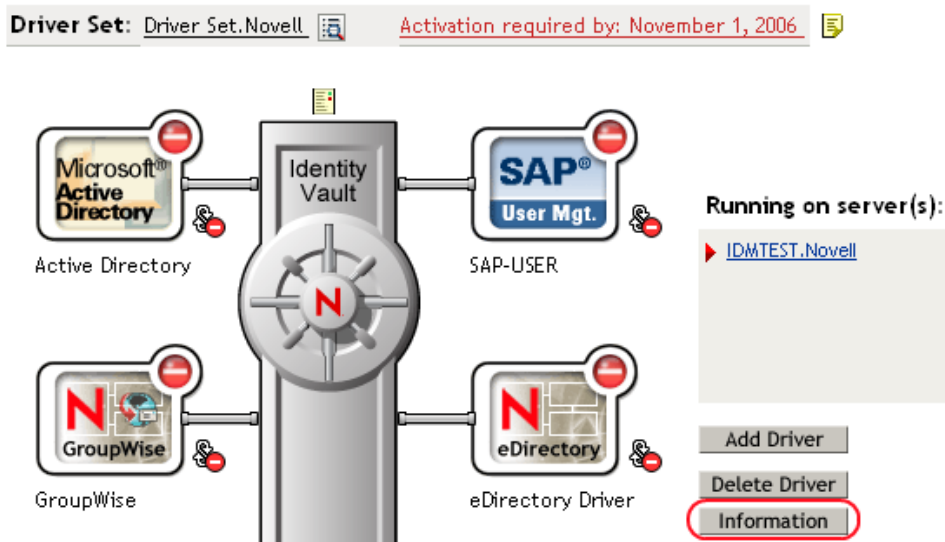 Driver Set: Driver Set.Novell Activation required by: November 1, 2006
Identity
Vault
Microsoft®
Active
Directory
Active Directory
SAP®
User Mgt.
SAP-USER
Running on server(s):
IDMTEST.Novell
N
N
GroupWise
GroupWise
N
eDirectory
eDirectory Driver
Add Driver
Delete Driver
Information